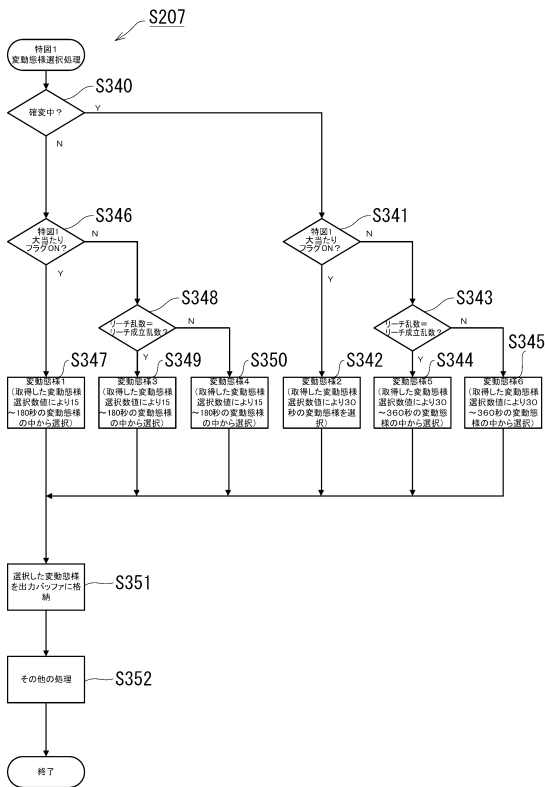 S207
特図1
変動態様選択処理
S340
確変中?
Y
N
S346
特図1
大当たり
フラグON?
N
Y
S341
特図1
大当たり
フラグON?
N
Y
S348
リーチ乱数=
リーチ成立乱数?
N
Y
S343
リーチ乱数=
リーチ成立乱数?
N
Y
S347
変動態様1
(取得した変動態様
選択数値により15
~180秒の変動態様
の中から選択)
S349
変動態様3
(取得した変動態様
選択数値により15
~180秒の変動態様
の中から選択)
S350
変動態様4
(取得した変動態様
選択数値により15
~180秒の変動態様
の中から選択)
S342
変動態様2
(取得した変動態様
選択数値により30
秒の変動態様を選
択)
S344
変動態様5
(取得した変動態様
選択数値により30
~360秒の変動態
様の中から選択)
S345
変動態様6
(取得した変動態様
選択数値により30
~360秒の変動態
様の中から選択)
S351
選択した変動態様
を出力バッファに格
納
S352
その他の処理
終了